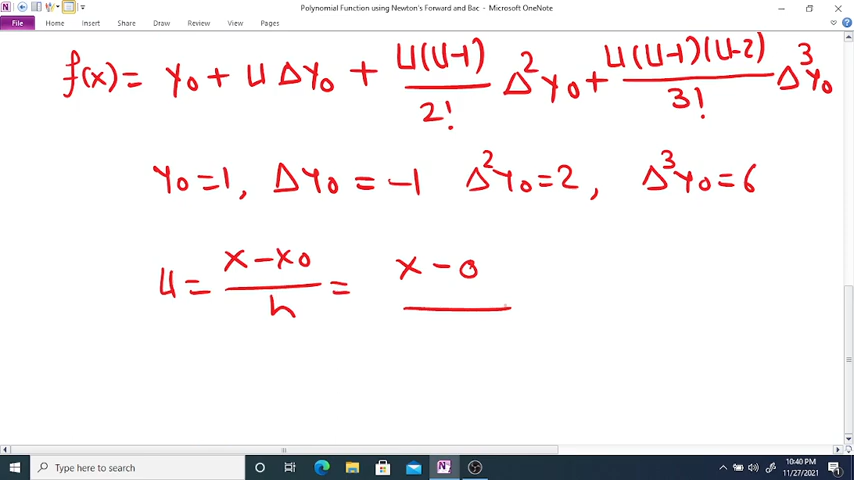 Polynomial Function using Newton's Forward and Bac - Microsoft OneNote
File Home Insert Share Draw Review View Pages
f(x) = y₀ + u Δy₀ + u(u-1)/2! Δ²y₀ + u(u-1)(u-2)/3! Δ³y₀
y₀ = 1, Δy₀ = -1 Δ²y₀ = 2, Δ³y₀ = 6
u = x - x₀ / h = x - 0
Type here to search
10:40 PM
11/27/2021